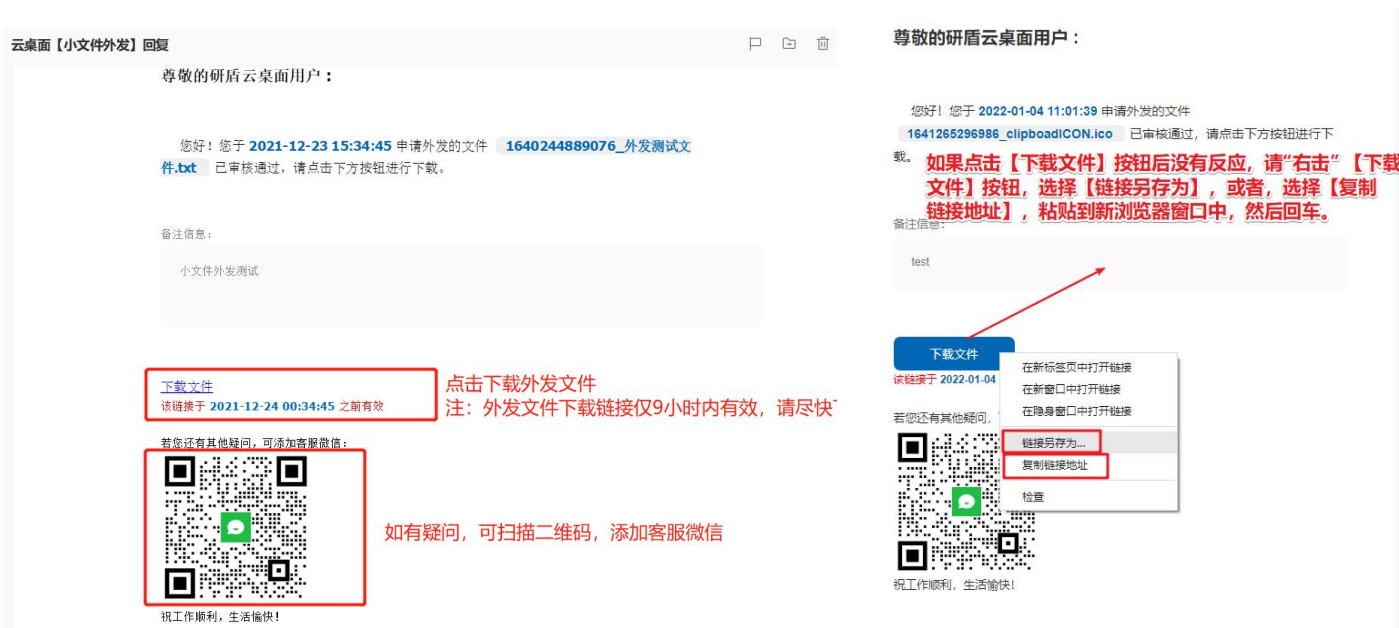 云桌面【小文件外发】回复
尊敬的研盾云桌面用户：
您好！您于 2021-12-23 15:34:45 申请外发的文件 1640244889076_外发测试文
件.txt 已审核通过，请点击下方按钮进行下载。
备注信息：
小文件外发测试
下载文件
该链接于 2021-12-24 00:34:45 之前有效
点击下载外发文件
注：外发文件下载链接仅9小时内有效，请尽快
若您还有其他疑问，可添加客服微信：
如有疑问，可扫描二维码，添加客服微信
祝工作顺利，生活愉快！
尊敬的研盾云桌面用户：
您好！您于 2022-01-04 11:01:39 申请外发的文件
1641265296986_clipboadICON.ico 已审核通过，请点击下方按钮进行下
载。
如果点击【下载文件】按钮后没有反应，请“右击”【下载
文件】按钮，选择【链接另存为】，或者，选择【复制
链接地址】，粘贴到新浏览器窗口中，然后回车。
备注信息：
test
下载文件
该链接于 2022-01-04
若您还有其他疑问，
在新标签页中打开链接
在新窗口中打开链接
在隐身窗口中打开链接
链接另存为...
复制链接地址
检查
祝工作顺利，生活愉快！